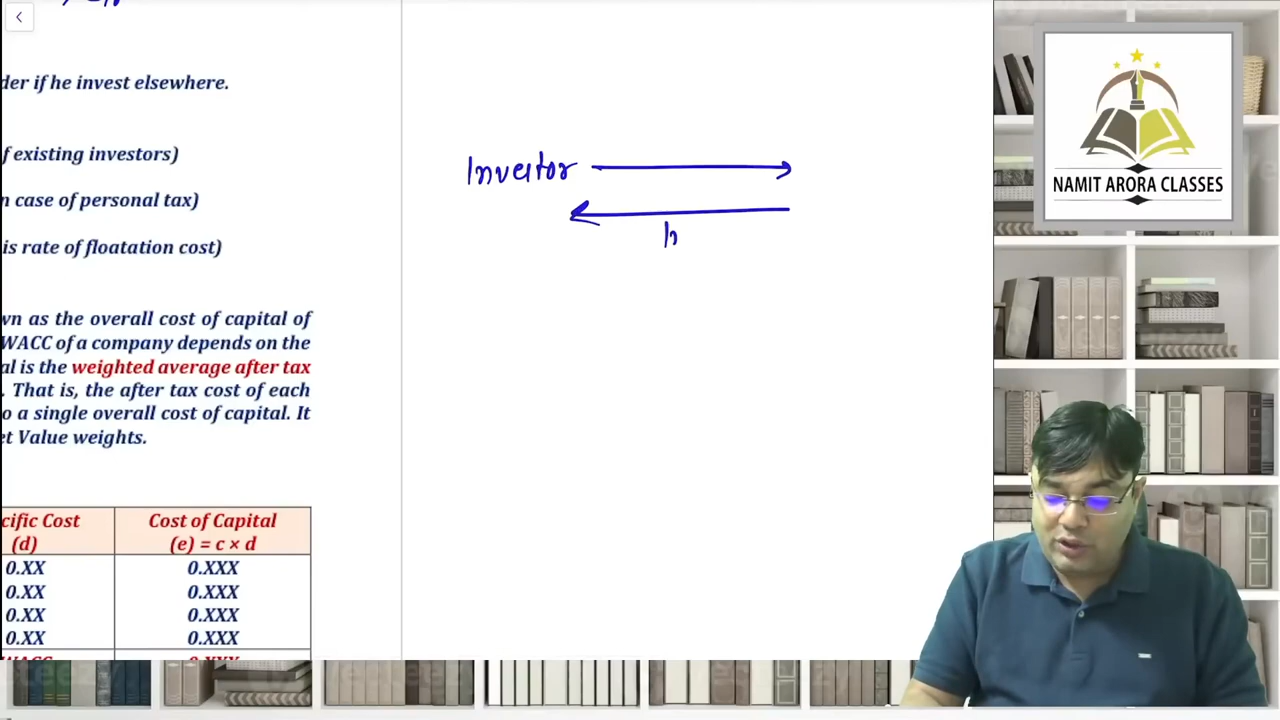 der if he invest elsewhere.
f existing investors)
n case of personal tax)
is rate of floatation cost)
wn as the overall cost of capital of
WACC of a company depends on the
al is the weighted average after tax
. That is, the after tax cost of each
o a single overall cost of capital. It
et Value weights.
cific Cost
(d)
Cost of Capital
(e) = c × d
0.XX 0.XXX
0.XX 0.XXX
0.XX 0.XXX
0.XX 0.XXX
Investor
NAMIT ARORA CLASSES